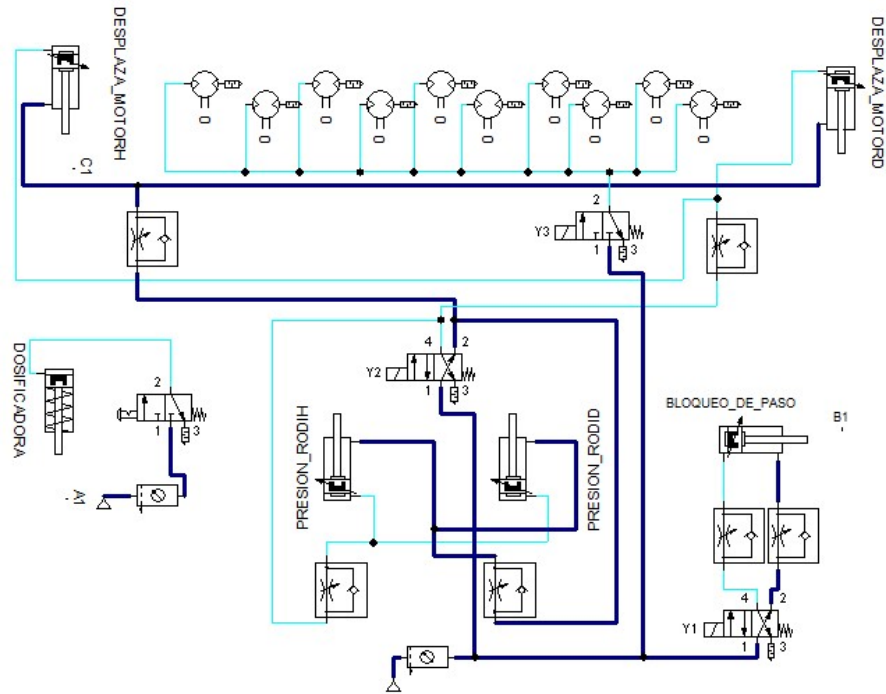 DESPLAZA_MOTORH
DESPLAZA_MOTORD
0 0 0 0 0 0 0 0 0 0
C1
2
Y3
1 3
4 2
Y2
1 3
DOSIFICADORA
2
1 3
A1
PRESION_RODIH
PRESION_RODID
BLOQUEO_DE_PASO
B1
4 2
Y1
1 3